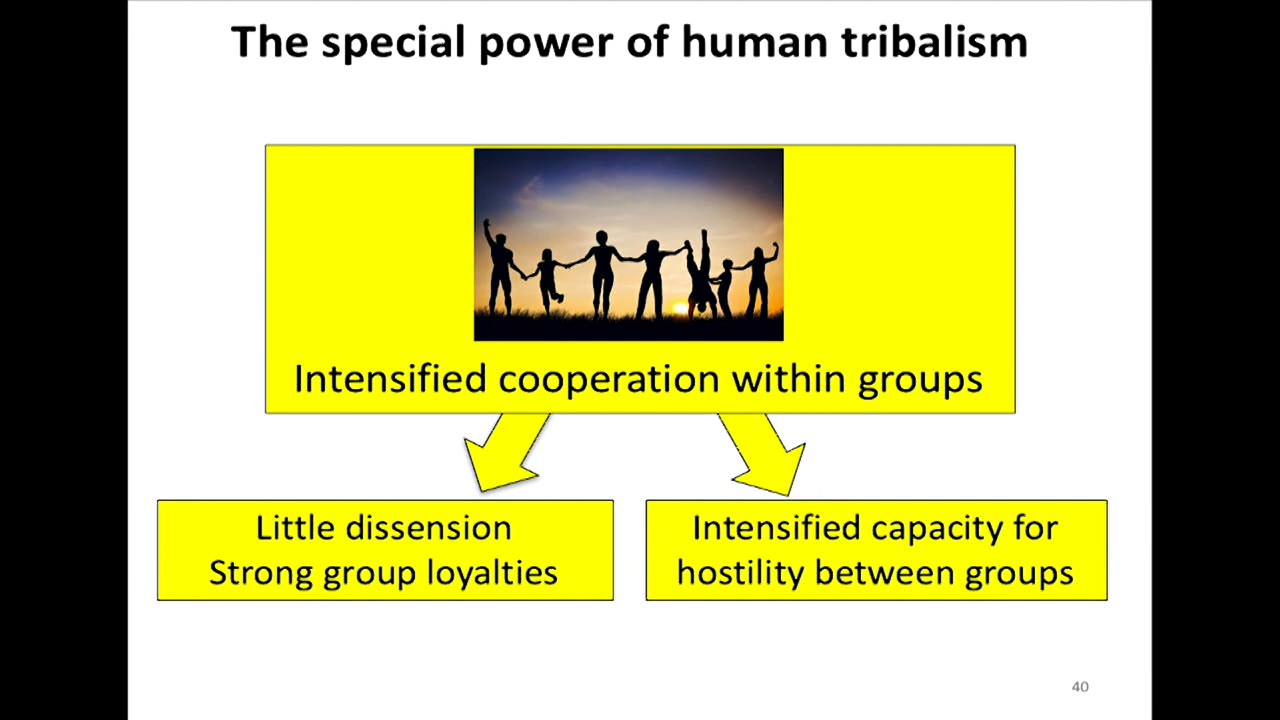 The special power of human tribalism
Intensified cooperation within groups
Little dissension
Strong group loyalties
Intensified capacity for
hostility between groups
40